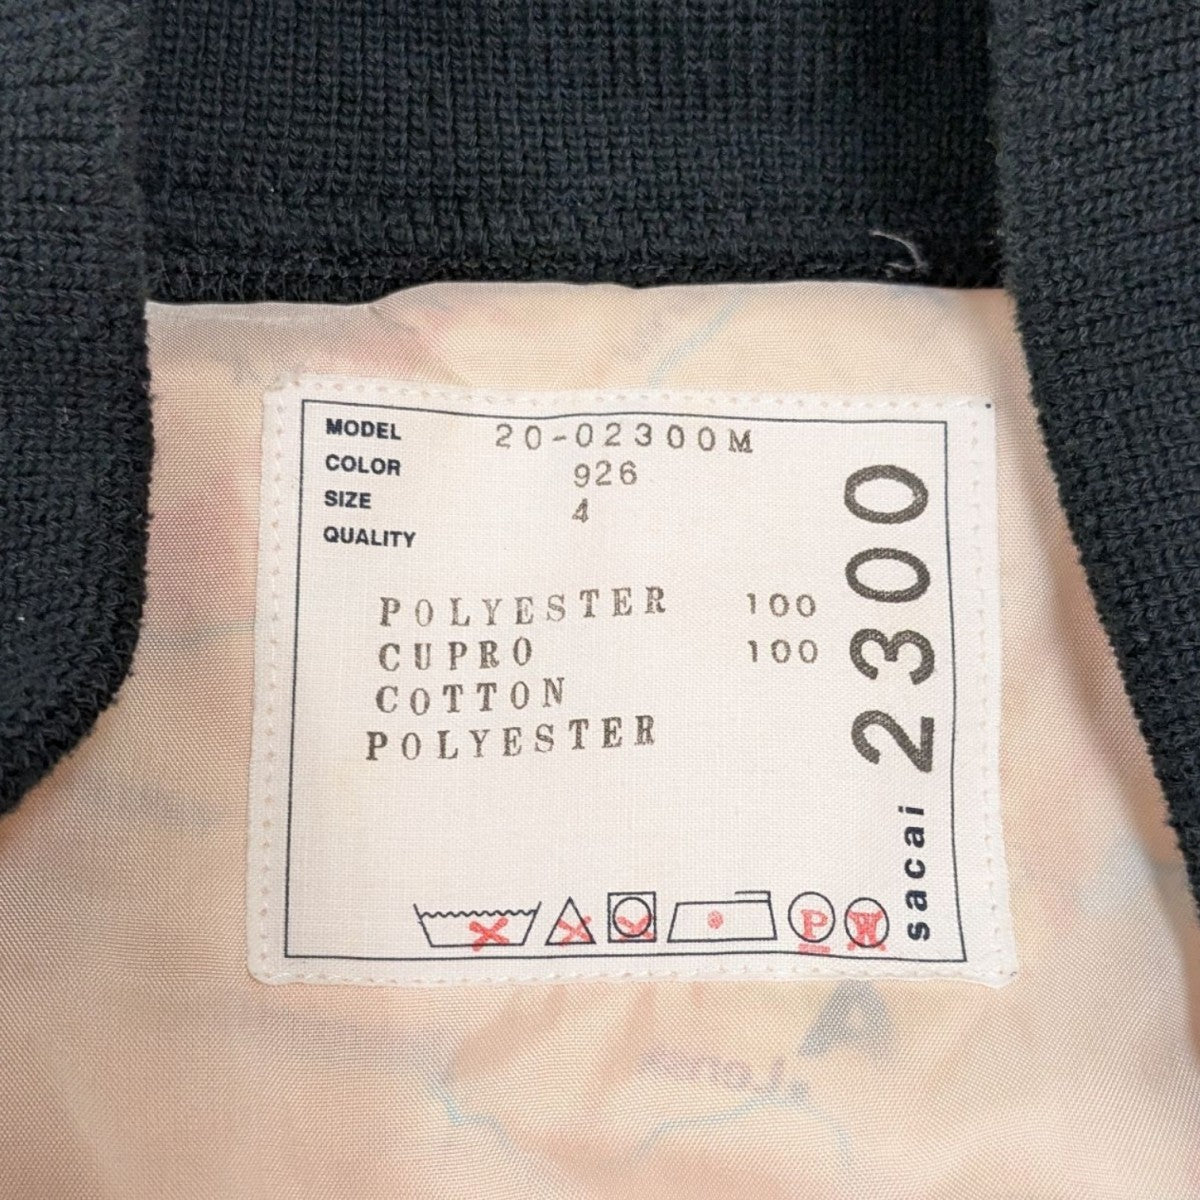 MODEL 20-02300M
COLOR 926
SIZE 4
QUALITY
POLYESTER 100
CUPRO 100
COTTON
POLYESTER
2300
sacai
P
W
A